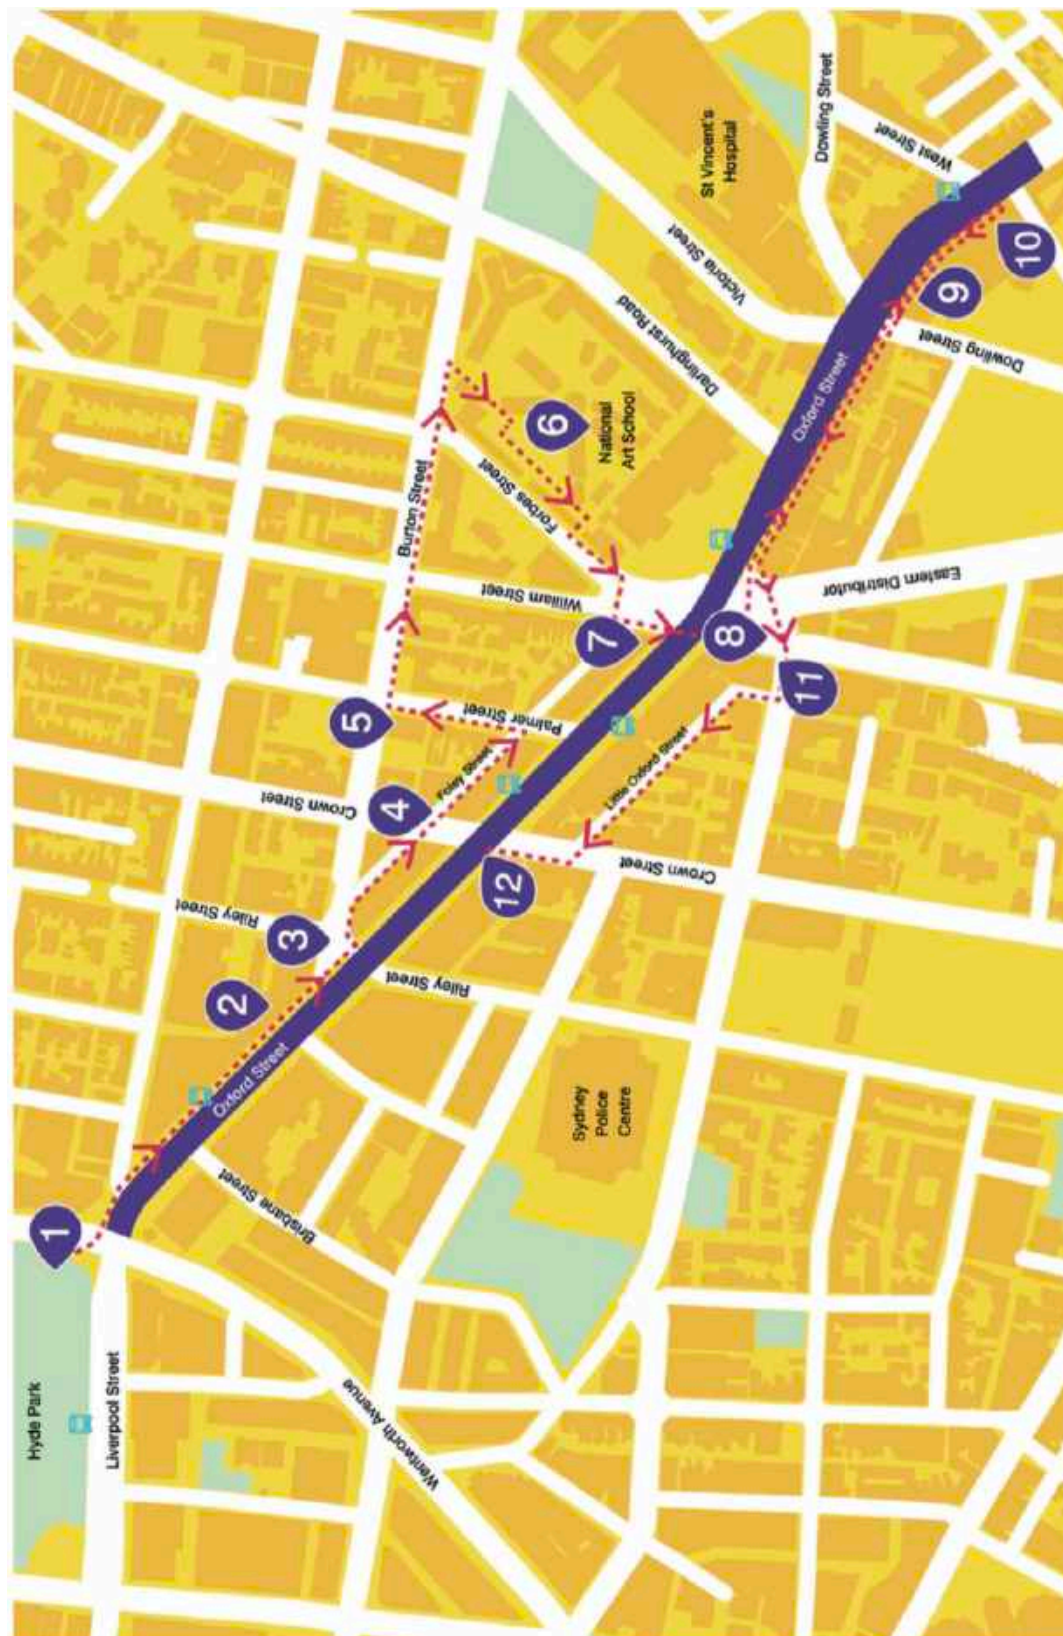 Hyde Park
Liverpool Street
Wentworth Avenue
Brisbane Street
Oxford Street
1
2
3
Riley Street
Riley Street
Sydney
Police
Centre
Crown Street
4
12
Crown Street
5
Foley Street
Palmer Street
Little Oxford Street
11
Burton Street
William Street
7
8
Eastern Distributor
Forbes Street
6
National
Art School
Darlinghurst Road
Oxford Street
Victoria Street
9
Dowling Street
10
St Vincent's
Hospital
Dowling Street
West Street